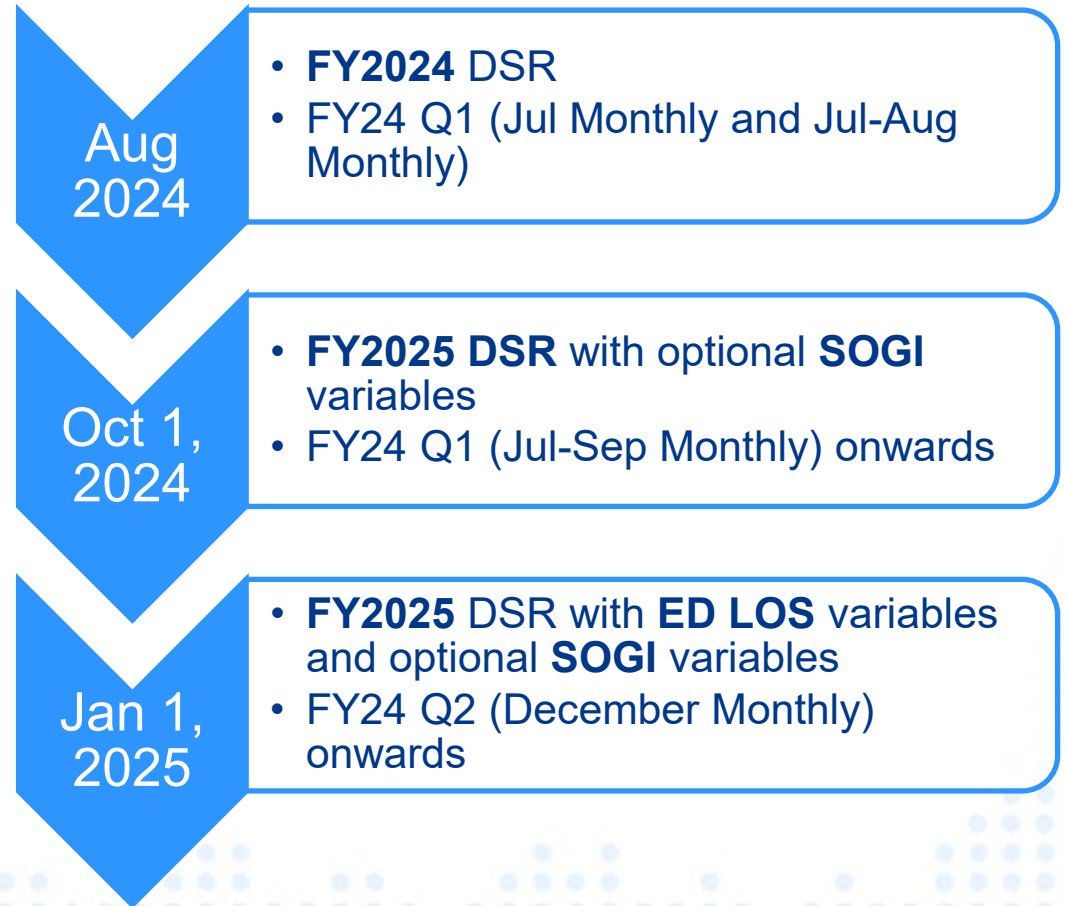 Aug
2024
• FY2024 DSR
• FY24 Q1 (Jul Monthly and Jul-Aug
Monthly)
Oct 1,
2024
• FY2025 DSR with optional SOGI
variables
• FY24 Q1 (Jul-Sep Monthly) onwards
Jan 1,
2025
• FY2025 DSR with ED LOS variables
and optional SOGI variables
• FY24 Q2 (December Monthly)
onwards